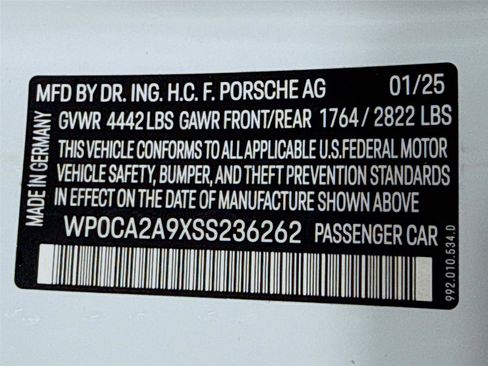 MFD BY DR. ING. H.C. F. PORSCHE AG 01/25
GVWR 4442 LBS GAWR FRONT/REAR 1764 / 2822 LBS
THIS VEHICLE CONFORMS TO ALL APPLICABLE U.S.FEDERAL MOTOR
VEHICLE SAFETY, BUMPER, AND THEFT PREVENTION STANDARDS
IN EFFECT ON THE DATE OF MANUFACTURE SHOWN ABOVE.
WP0CA2A9XSS236262 PASSENGER CAR
MADE IN GERMANY
992.010.534.D